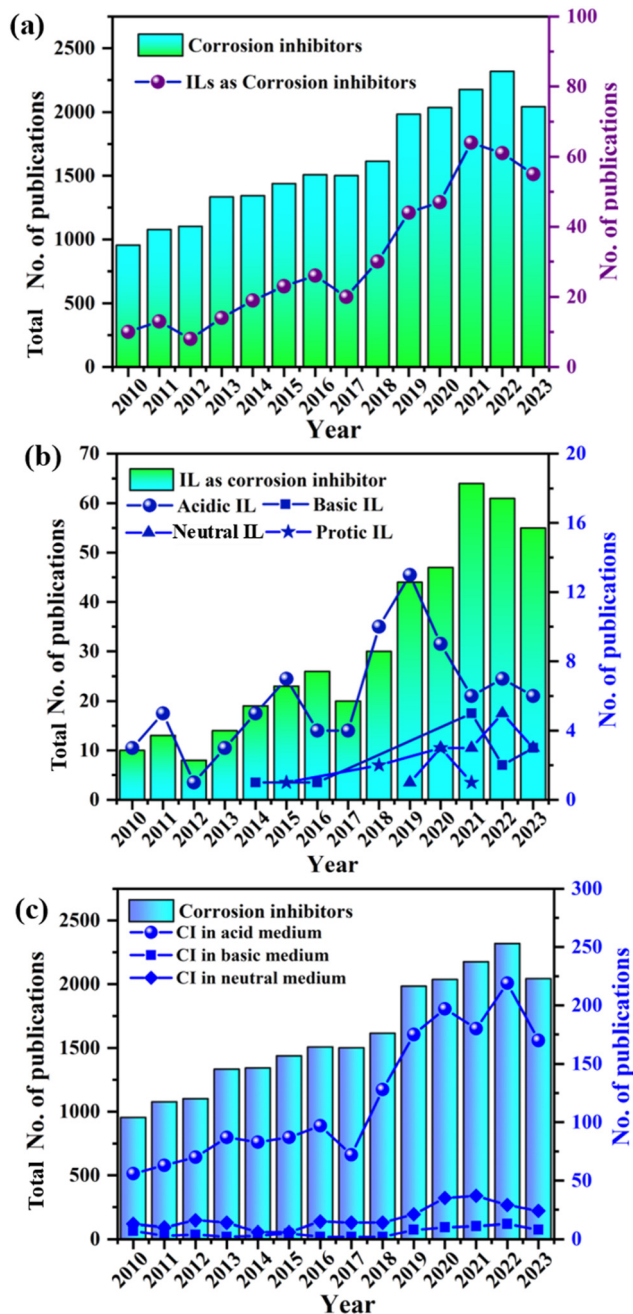 (a)
Corrosion inhibitors
ILs as Corrosion inhibitors
Total No. of publications
No. of publications
2500
2000
1500
1000
500
0
100
80
60
40
20
0
2010 2011 2012 2013 2014 2015 2016 2017 2018 2019 2020 2021 2022 2023
Year
(b)
IL as corrosion inhibitor
Acidic IL Basic IL
Neutral IL Protic IL
Total No. of publications
No. of publications
70
60
50
40
30
20
10
0
20
16
12
8
4
0
2010 2011 2012 2013 2014 2015 2016 2017 2018 2019 2020 2021 2022 2023
Year
(c)
Corrosion inhibitors
CI in acid medium
CI in basic medium
CI in neutral medium
Total No. of publications
No. of publications
2500
2000
1500
1000
500
0
300
250
200
150
100
50
0
2010 2011 2012 2013 2014 2015 2016 2017 2018 2019 2020 2021 2022 2023
Year